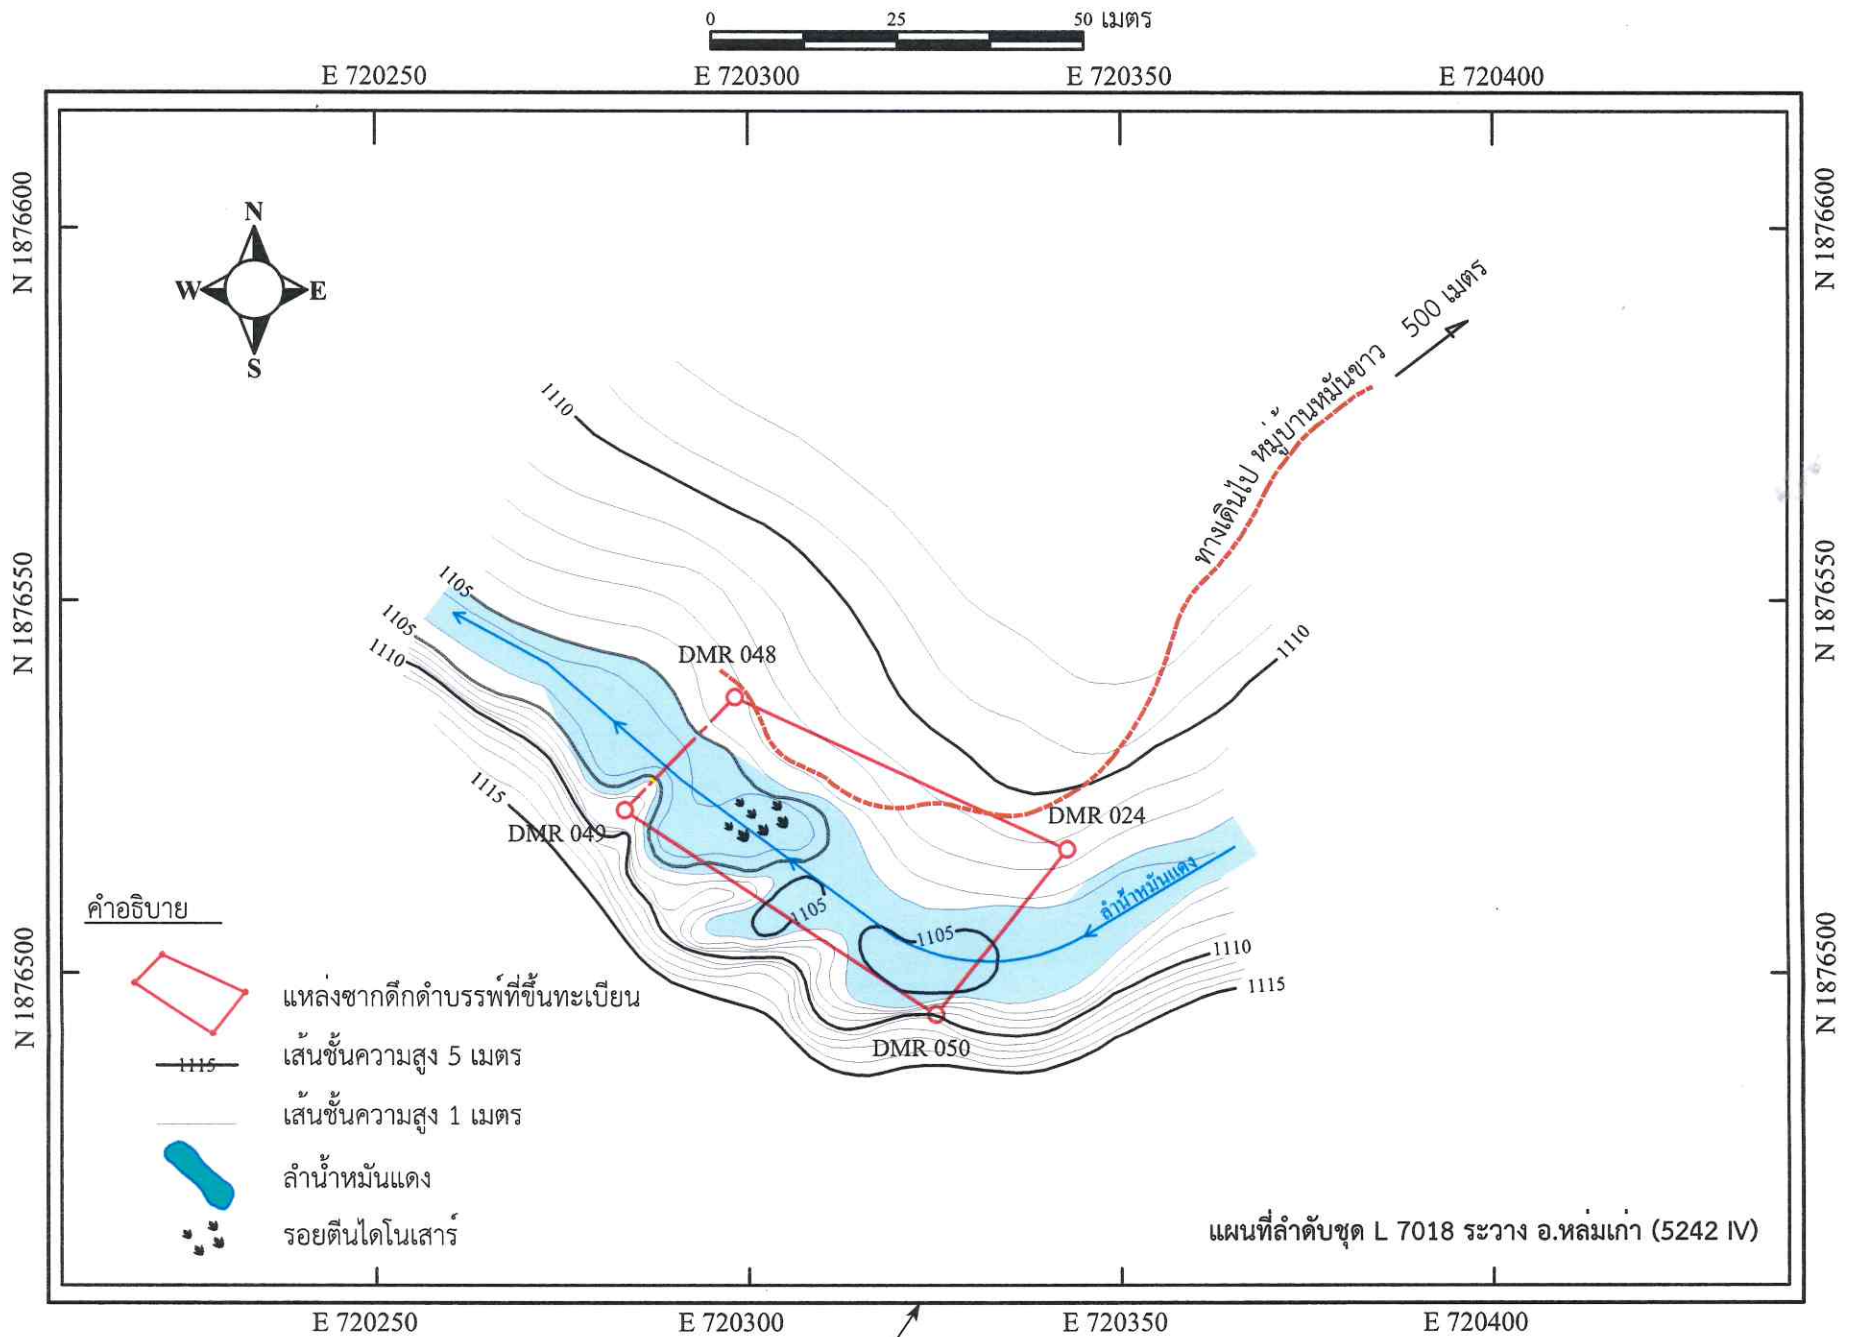 0 25 50 เมตร
E 720250 E 720300 E 720350 E 720400
N 1876600
N 1876600
N
W E
S
500 เมตร
ทางเดินไป หมู่บ้านหมันขาว
1110
N 1876550
N 1876550
1105
1105
1110
1110
DMR 048
1115
DMR 049
DMR 024
ลำน้ำหมันแดง
1105
1105
1110
1115
N 1876500
N 1876500
DMR 050
คำอธิบาย
แหล่งซากดึกดำบรรพ์ที่ขึ้นทะเบียน
1115 เส้นชั้นความสูง 5 เมตร
เส้นชั้นความสูง 1 เมตร
ลำน้ำหมันแดง
รอยตีนไดโนเสาร์
แผนที่ลำดับชุด L 7018 ระวาง อ.หล่มเก่า (5242 IV)
E 720250 E 720300 E 720350 E 720400